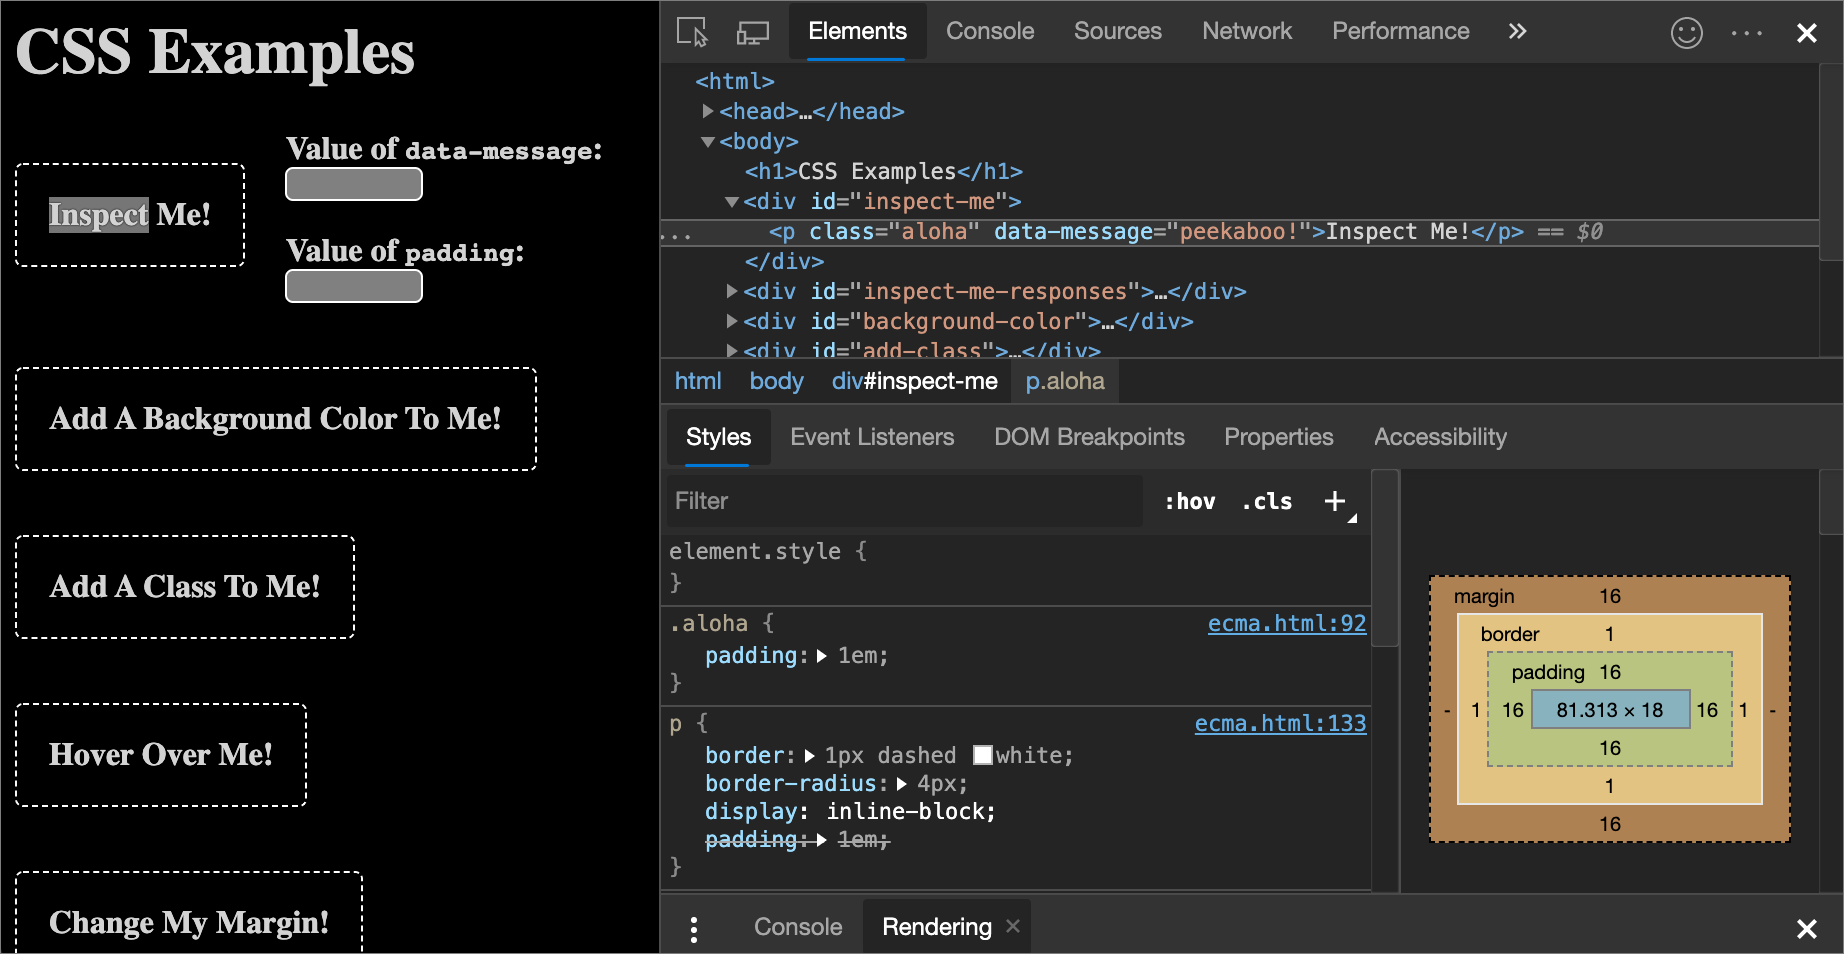 CSS Examples
Inspect Me!
Value of data-message:
Value of padding:
Add A Background Color To Me!
Add A Class To Me!
Hover Over Me!
Change My Margin!
Elements Console Sources Network Performance »
<html>
<head>…</head>
<body>
<h1>CSS Examples</h1>
<div id="inspect-me">
... <p class="aloha" data-message="peekaboo!">Inspect Me!</p> == $0
</div>
<div id="inspect-me-responses">…</div>
<div id="background-color">…</div>
<div id="add-class">…</div>
html body div#inspect-me p.aloha
Styles Event Listeners DOM Breakpoints Properties Accessibility
Filter :hov .cls +
element.style {
}
.aloha { ecma.html:92
padding: 1em;
}
p { ecma.html:133
border: 1px dashed white;
border-radius: 4px;
display: inline-block;
padding: 1em;
}
margin 16
border 1
padding 16
- 1 16 81.313 × 18 16 1 -
16
1
16
Console Rendering